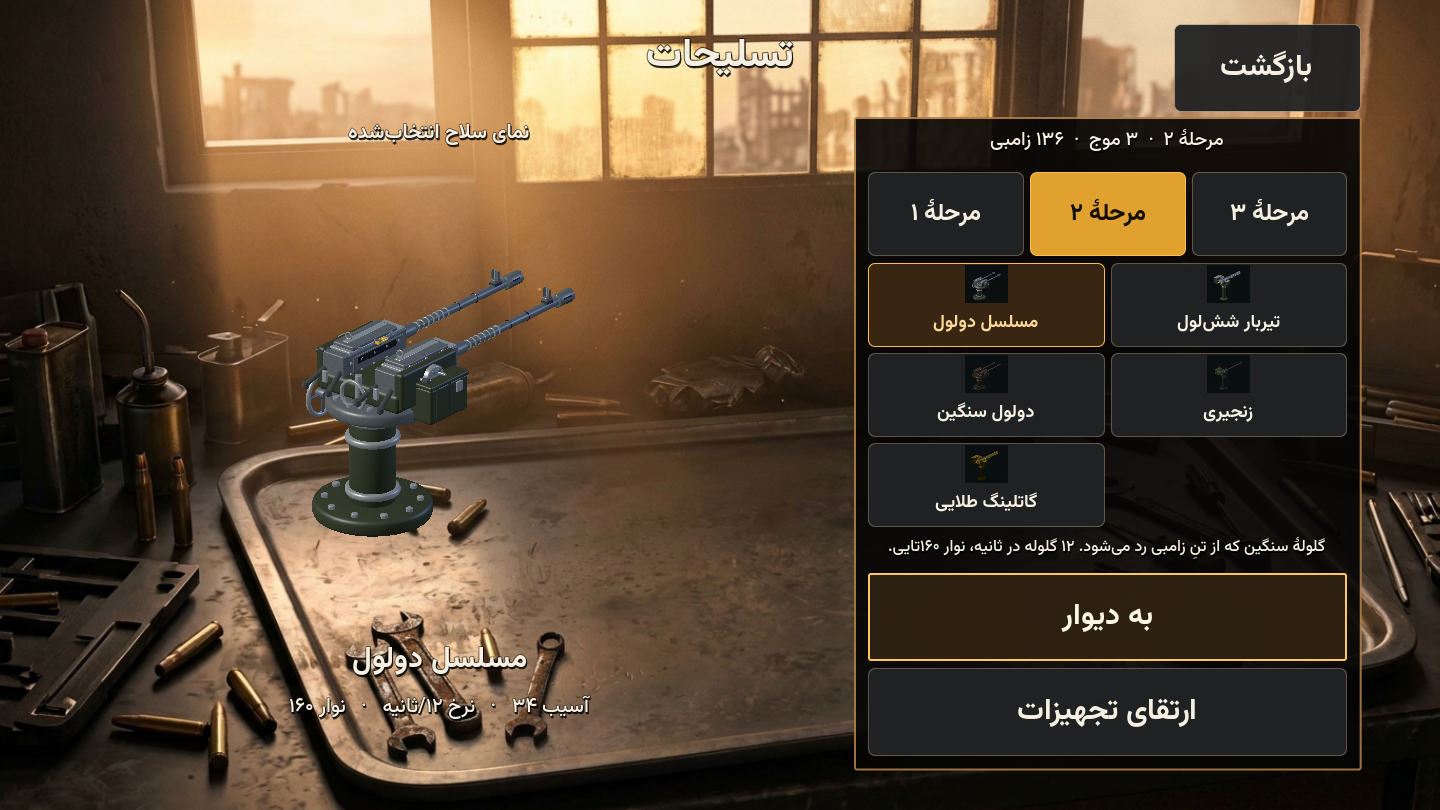 بازگشت
تسلیحات
نمای سلاح انتخاب‌شده
مرحلهٔ ۲ · ۳ موج · ۱۳۶ زامبی
مرحلهٔ ۳
مرحلهٔ ۲
مرحلهٔ ۱
تیربار شش‌لول
مسلسل دولول
زنجیری
دولول سنگین
گاتلینگ طلایی
گلولهٔ سنگین که از تنِ زامبی رد می‌شود. ۱۲ گلوله در ثانیه، نوار ۱۶۰تایی.
به دیوار
ارتقای تجهیزات
مسلسل دولول
آسیب ۳۴ · نرخ ۱۲/ثانیه · نوار ۱۶۰